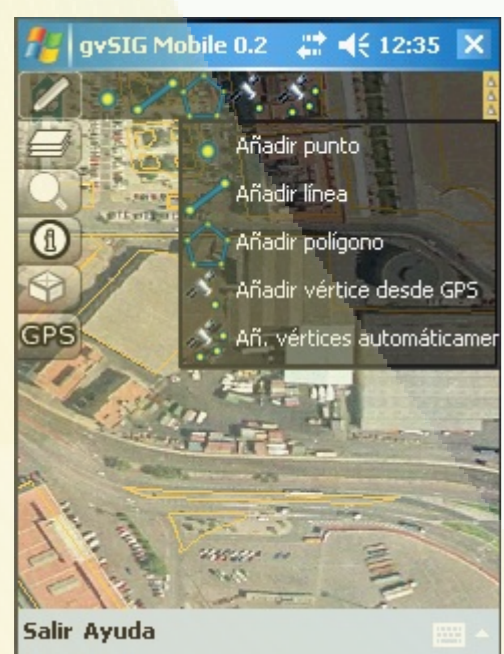 gvSIG Mobile 0.2 12:35
Añadir punto
Añadir línea
Añadir polígono
Añadir vértice desde GPS
Añ. vértices automáticamer
GPS
Salir Ayuda